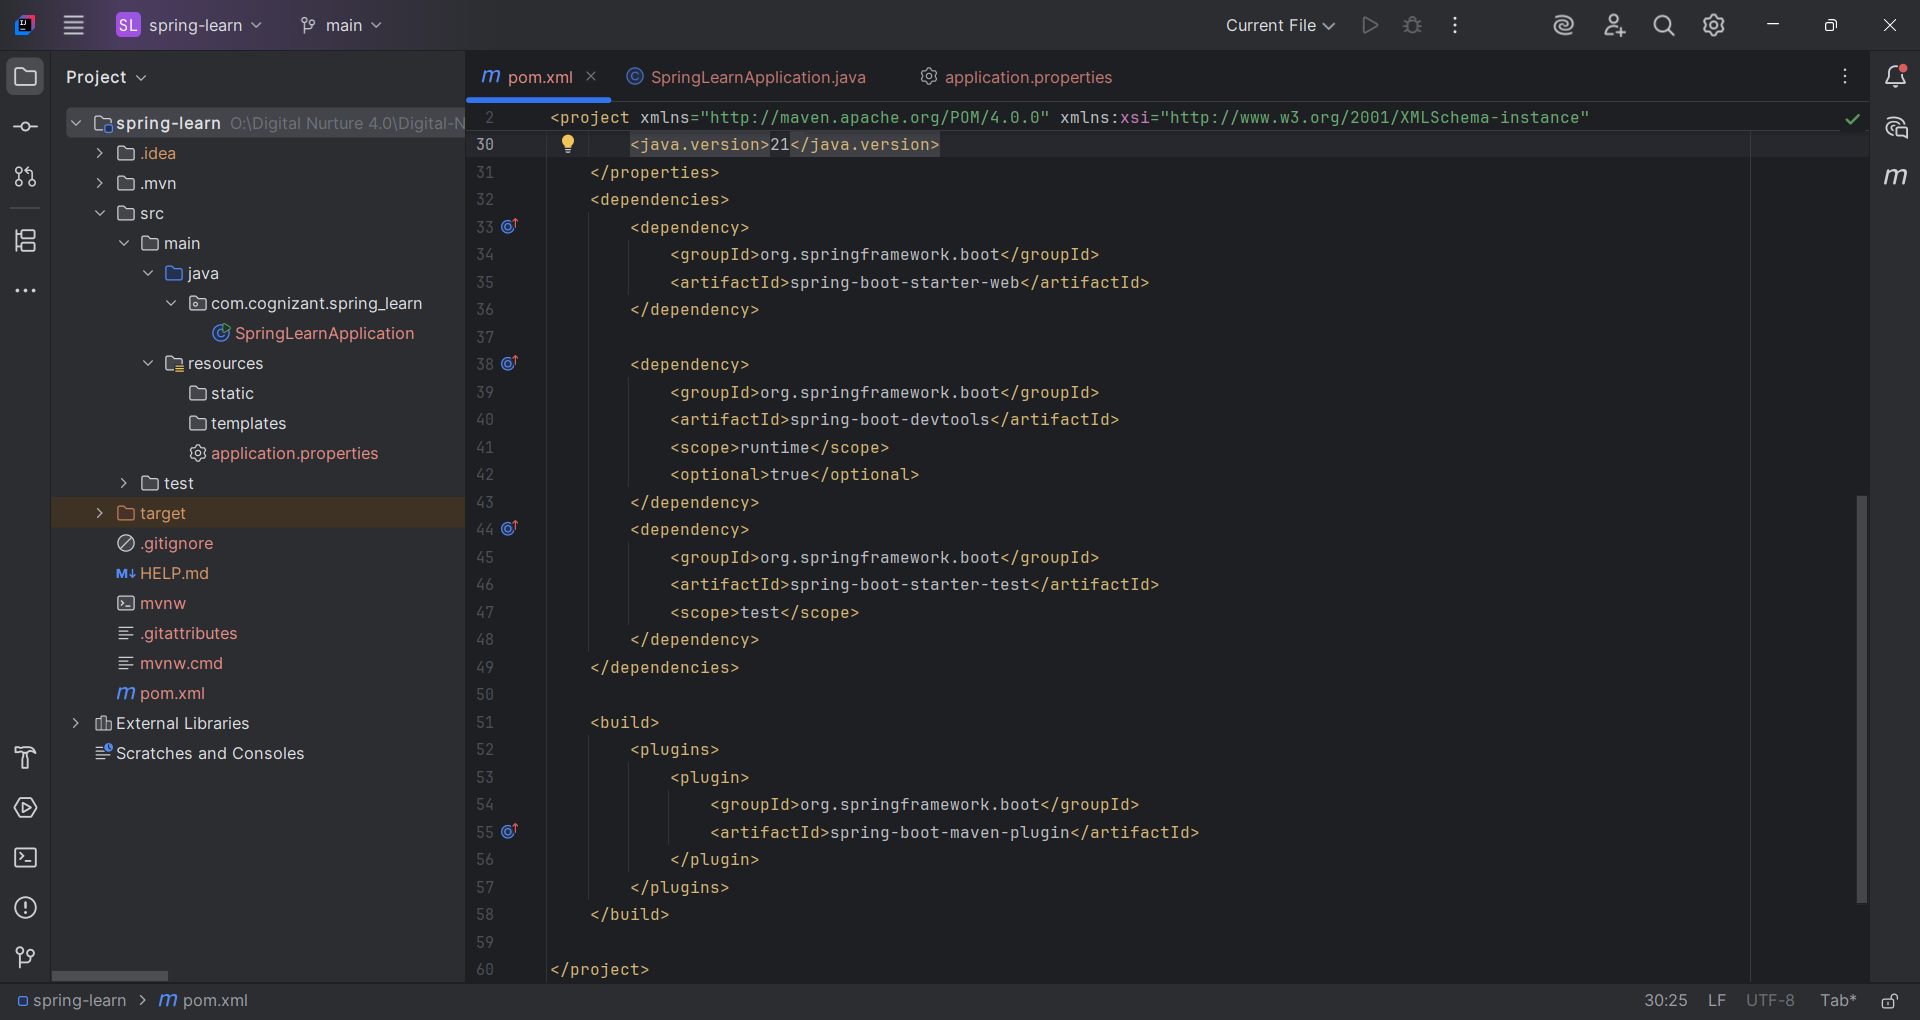 SL spring-learn main Current File
Project
spring-learn O:\Digital Nurture 4.0\Digital-N
.idea
.mvn
src
main
java
com.cognizant.spring_learn
SpringLearnApplication
resources
static
templates
application.properties
test
target
.gitignore
M↓ HELP.md
mvnw
.gitattributes
mvnw.cmd
m pom.xml
External Libraries
Scratches and Consoles
m pom.xml SpringLearnApplication.java application.properties
2 <project xmlns="http://maven.apache.org/POM/4.0.0" xmlns:xsi="http://www.w3.org/2001/XMLSchema-instance"
30 <java.version>21</java.version>
31 </properties>
32 <dependencies>
33 <dependency>
34 <groupId>org.springframework.boot</groupId>
35 <artifactId>spring-boot-starter-web</artifactId>
36 </dependency>
37
38 <dependency>
39 <groupId>org.springframework.boot</groupId>
40 <artifactId>spring-boot-devtools</artifactId>
41 <scope>runtime</scope>
42 <optional>true</optional>
43 </dependency>
44 <dependency>
45 <groupId>org.springframework.boot</groupId>
46 <artifactId>spring-boot-starter-test</artifactId>
47 <scope>test</scope>
48 </dependency>
49 </dependencies>
50
51 <build>
52 <plugins>
53 <plugin>
54 <groupId>org.springframework.boot</groupId>
55 <artifactId>spring-boot-maven-plugin</artifactId>
56 </plugin>
57 </plugins>
58 </build>
59
60 </project>
m
spring-learn > m pom.xml 30:25 LF UTF-8 Tab*